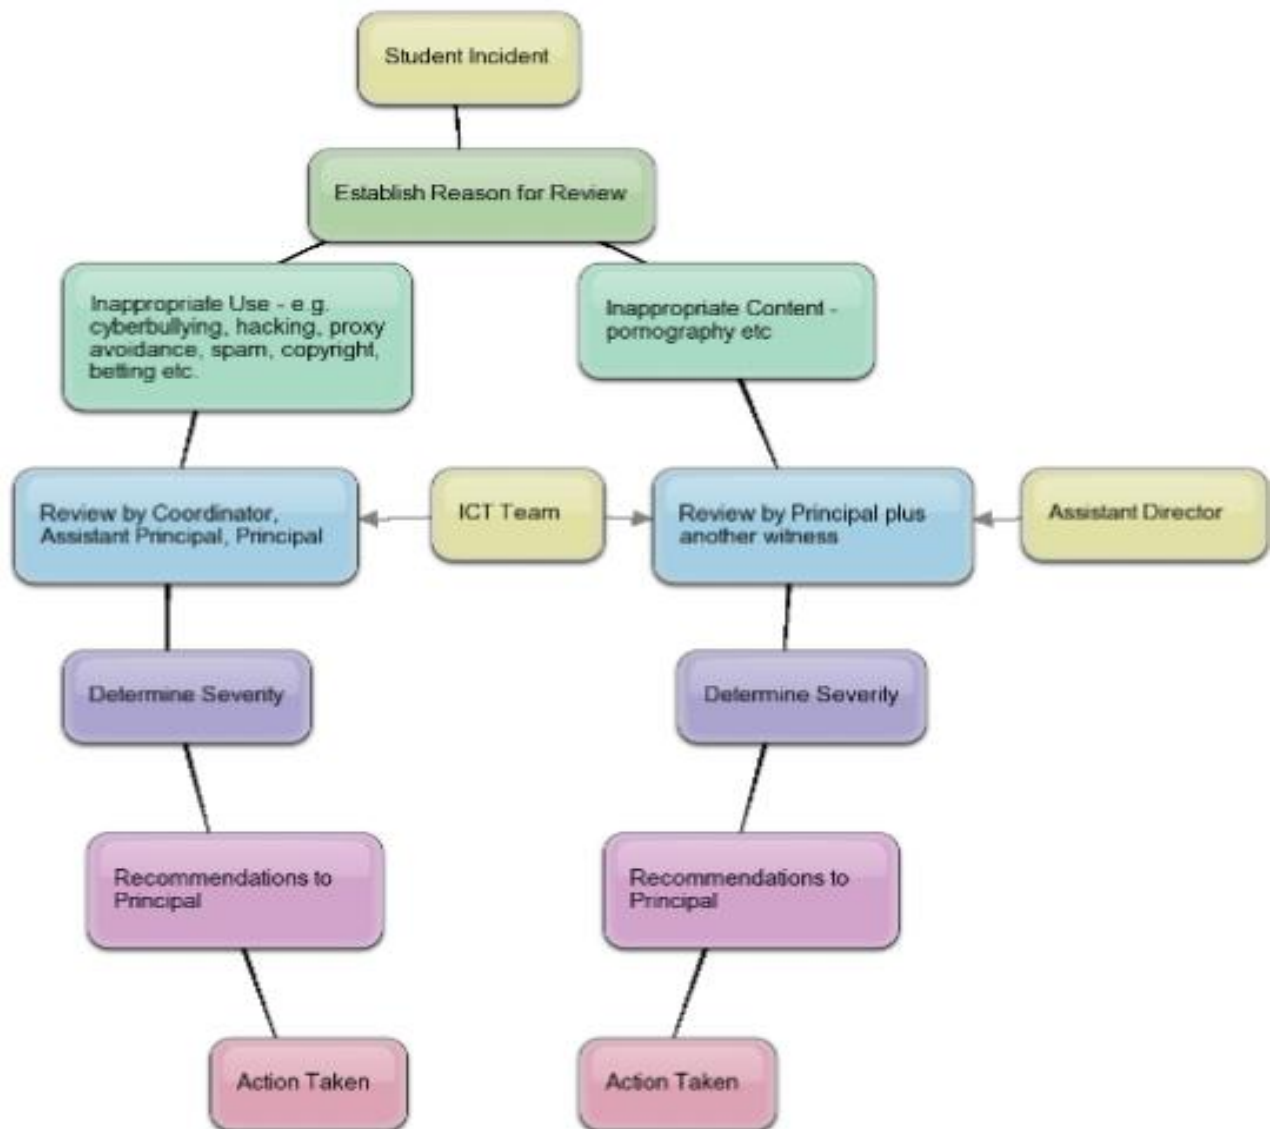 Student Incident
Establish Reason for Review
Inappropriate Use - e.g.
cyberbullying, hacking, proxy
avoidance, spam, copyright,
betting etc.
Inappropriate Content -
pornography etc
Review by Coordinator,
Assistant Principal, Principal
ICT Team
Review by Principal plus
another witness
Assistant Director
Determine Severity
Determine Severity
Recommendations to
Principal
Recommendations to
Principal
Action Taken
Action Taken